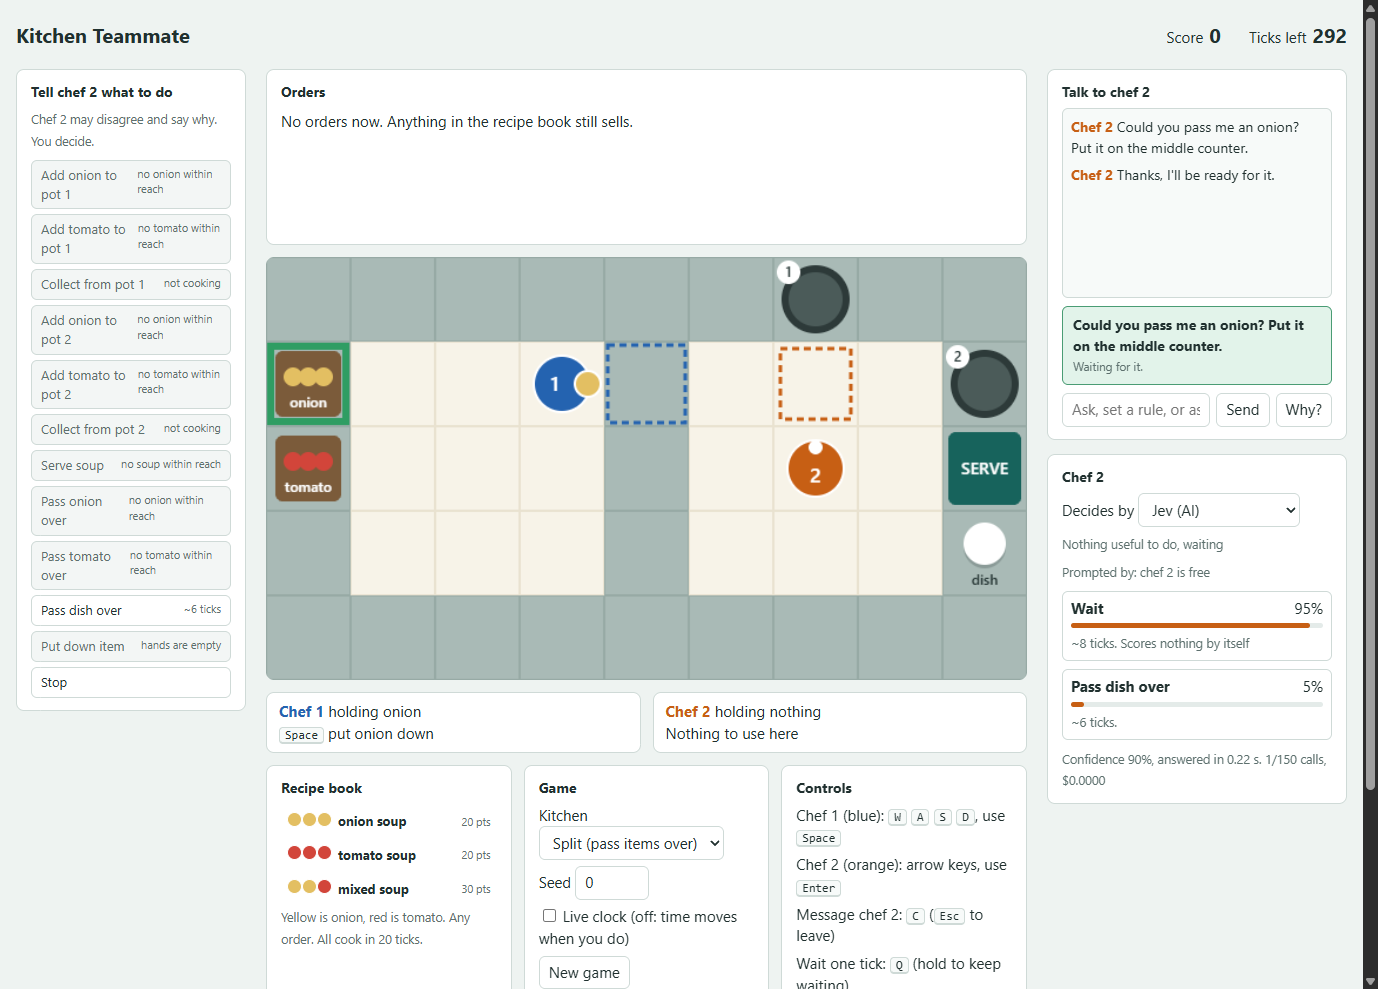 Kitchen Teammate
Score 0
Ticks left 292
Tell chef 2 what to do
Chef 2 may disagree and say why.
You decide.
Add onion to
pot 1
no onion within
reach
Add tomato to
pot 1
no tomato within
reach
Collect from pot 1
not cooking
Add onion to
pot 2
no onion within
reach
Add tomato to
pot 2
no tomato within
reach
Collect from pot 2
not cooking
Serve soup
no soup within reach
Pass onion
over
no onion within
reach
Pass tomato
over
no tomato within
reach
Pass dish over
~6 ticks
Put down item
hands are empty
Stop
Orders
No orders now. Anything in the recipe book still sells.
1
onion
1
2
tomato
2
SERVE
dish
Chef 1 holding onion
Space put onion down
Chef 2 holding nothing
Nothing to use here
Recipe book
onion soup 20 pts
tomato soup 20 pts
mixed soup 30 pts
Yellow is onion, red is tomato. Any
order. All cook in 20 ticks.
Game
Kitchen
Split (pass items over)
Seed 0
Live clock (off: time moves
when you do)
New game
Controls
Chef 1 (blue): W A S D, use
Space
Chef 2 (orange): arrow keys, use
Enter
Message chef 2: C (Esc to
leave)
Wait one tick: Q (hold to keep
waiting)
Talk to chef 2
Chef 2 Could you pass me an onion?
Put it on the middle counter.
Chef 2 Thanks, I'll be ready for it.
Could you pass me an onion? Put it
on the middle counter.
Waiting for it.
Ask, set a rule, or as
Send
Why?
Chef 2
Decides by Jev (AI)
Nothing useful to do, waiting
Prompted by: chef 2 is free
Wait 95%
~8 ticks. Scores nothing by itself
Pass dish over 5%
~6 ticks.
Confidence 90%, answered in 0.22 s. 1/150 calls,
$0.0000